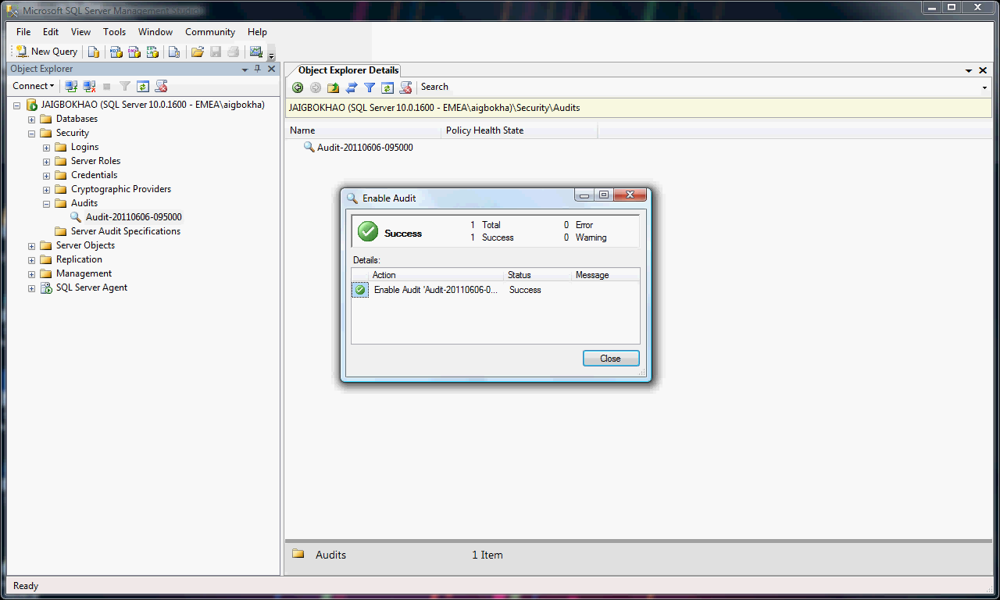 Microsoft SQL Server Management Studio
File Edit View Tools Window Community Help
New Query
Object Explorer
Connect
JAIGBOKHAO (SQL Server 10.0.1600 - EMEA\aigbokha)
Databases
Security
Logins
Server Roles
Credentials
Cryptographic Providers
Audits
Audit-20110606-095000
Server Audit Specifications
Server Objects
Replication
Management
SQL Server Agent
Object Explorer Details
Search
JAIGBOKHAO (SQL Server 10.0.1600 - EMEA\aigbokha)\Security\Audits
Name Policy Health State
Audit-20110606-095000
Enable Audit
Success
1 Total 0 Error
1 Success 0 Warning
Details:
Action Status Message
Enable Audit 'Audit-20110606-0... Success
Close
Audits 1 Item
Ready